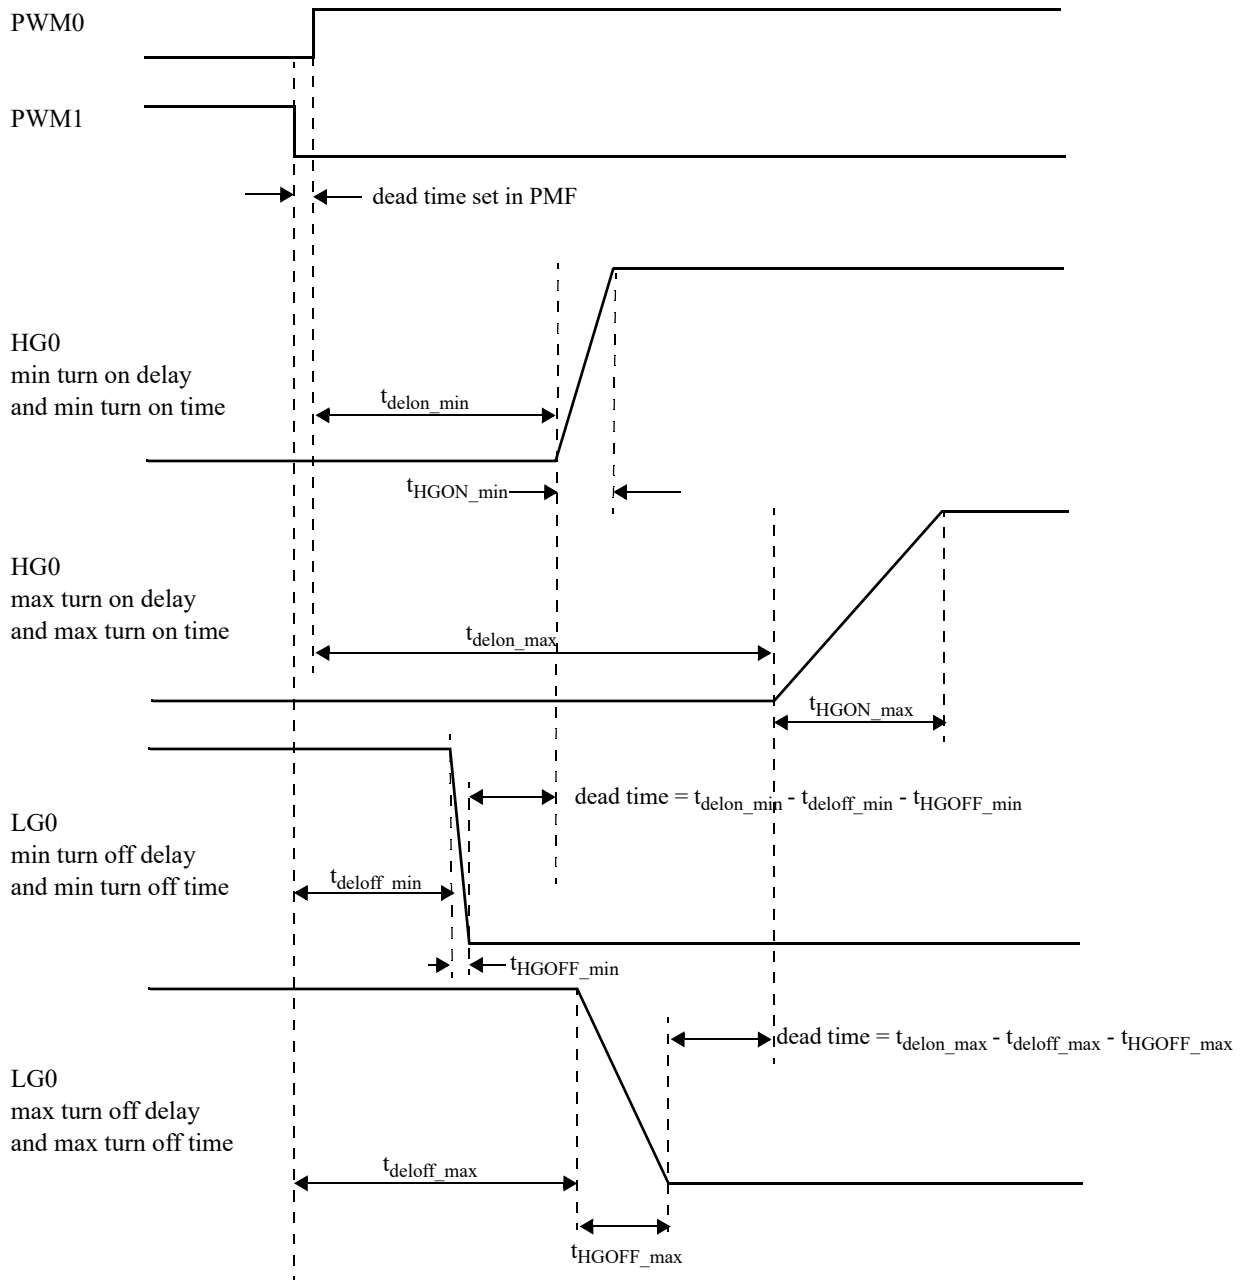 PWM0
PWM1
dead time set in PMF
HG0
min turn on delay
and min turn on time
tdelon_min
tHGON_min
HG0
max turn on delay
and max turn on time
tdelon_max
tHGON_max
dead time = tdelon_min - tdeloff_min - tHGOFF_min
LG0
min turn off delay
and min turn off time
tdeloff_min
tHGOFF_min
dead time = tdelon_max - tdeloff_max - tHGOFF_max
LG0
max turn off delay
and max turn off time
tdeloff_max
tHGOFF_max